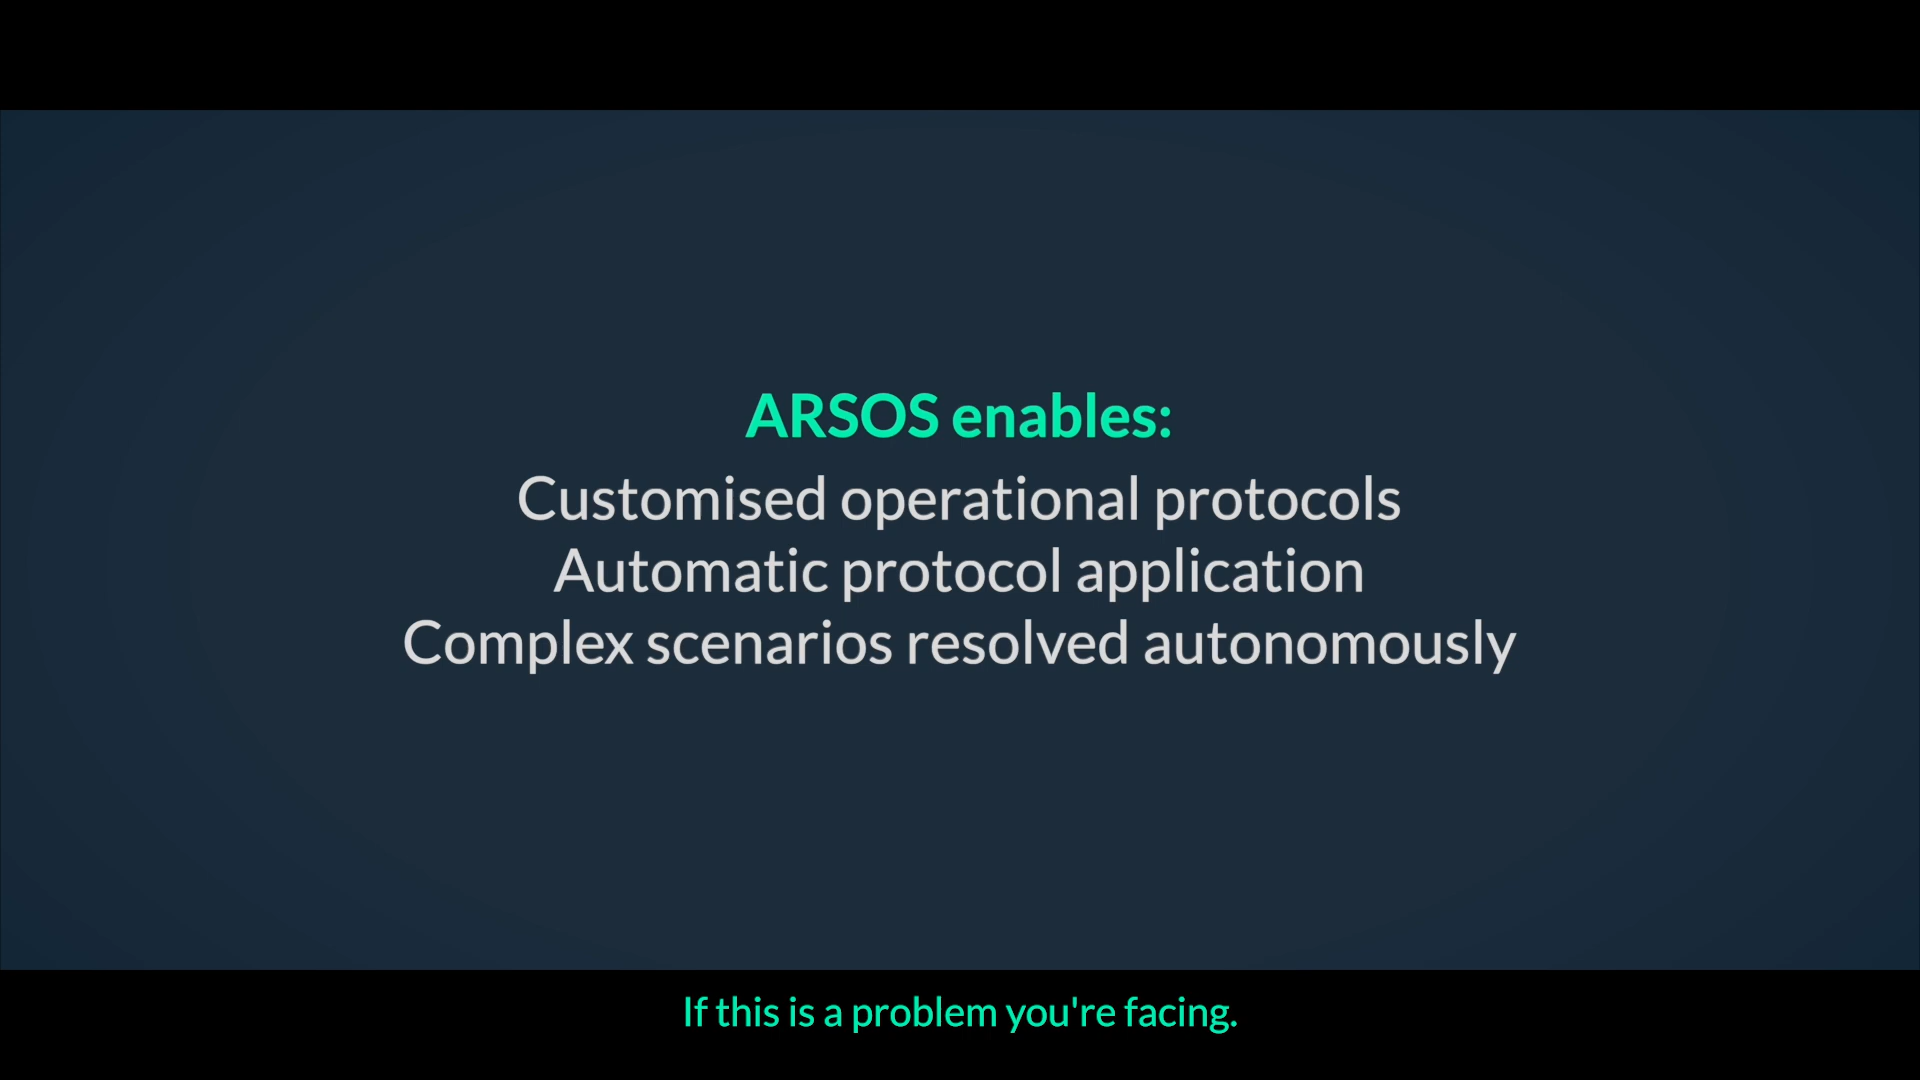 ARSOS enables:
Customised operational protocols
Automatic protocol application
Complex scenarios resolved autonomously
If this is a problem you're facing.